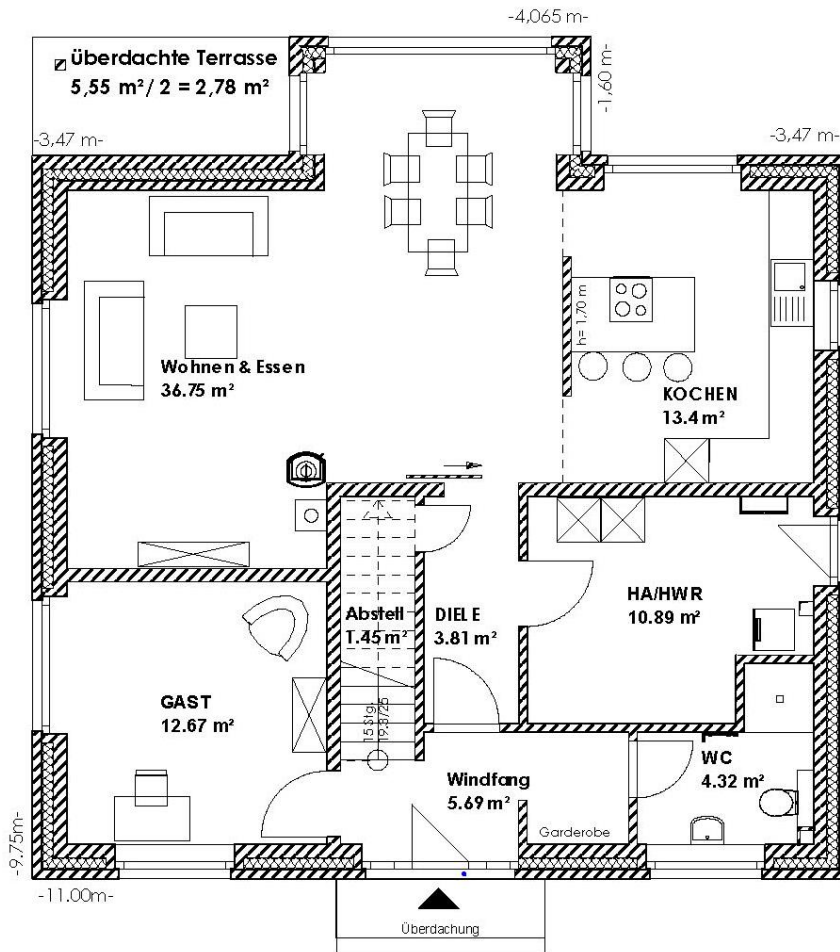 -4,065 m-
überdachte Terrasse
5,55 m²/ 2 = 2,78 m²
-1,60 m-
-3,47 m-
-3,47 m-
h= 1,70 m
Wohnen & Essen
36.75 m²
KOCHEN
13.4 m²
HA/HWR
10.89 m²
Abstell
1.45 m²
DIELE
3.81 m²
GAST
12.67 m²
15 Stg.
19.8/25
WC
4.32 m²
Windfang
5.69 m²
Garderobe
-9.75m-
-11.00m-
Überdachung